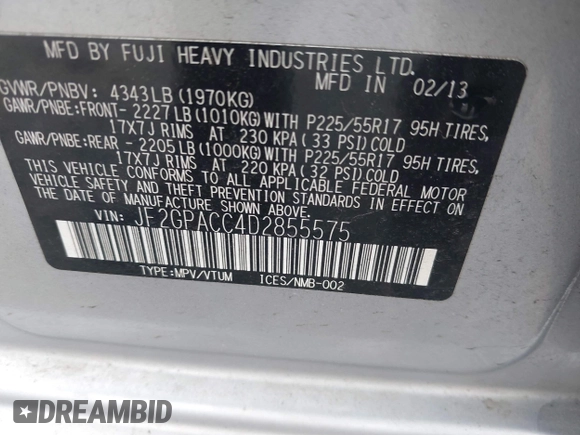 MFD BY FUJI HEAVY INDUSTRIES LTD.
MFD IN 02/13
GVWR/PNBV: 4343LB(1970KG)
GAWR/PNBE:FRONT- 2227LB(1010KG)WITH P225/55R17 95H TIRES,
17X7J RIMS AT 230 KPA(33 PSI)COLD
GAWR/PNBE:REAR - 2205LB(1000KG)WITH P225/55R17 95H TIRES,
17X7J RIMS AT 220 KPA(32 PSI)COLD
THIS VEHICLE CONFORMS TO ALL APPLICABLE FEDERAL MOTOR
VEHICLE SAFETY AND THEFT PREVENTION STANDARDS IN EFFECT ON
THE DATE OF MANUFACTURE SHOWN ABOVE.
VIN: JF2GPACC4D2855575
TYPE:MPV/VTUM ICES/NMB-002
DREAMBID